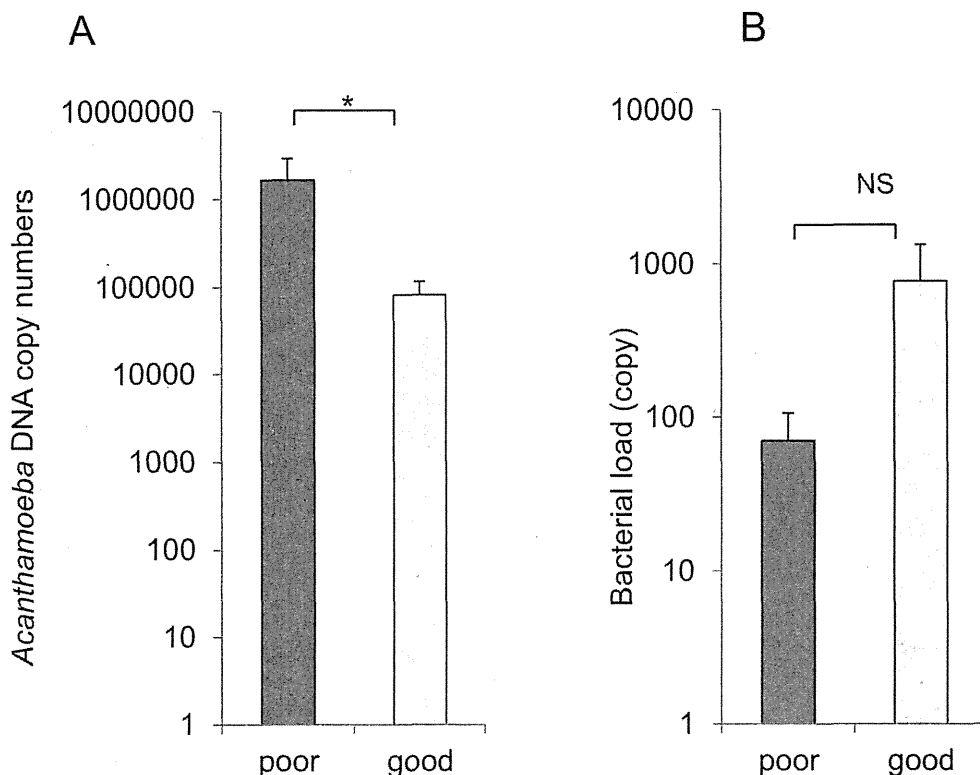 A
Acanthamoeba DNA copy numbers
10000000
1000000
100000
10000
1000
100
10
1
*
poor
good
B
Bacterial load (copy)
10000
1000
100
10
1
NS
poor
good